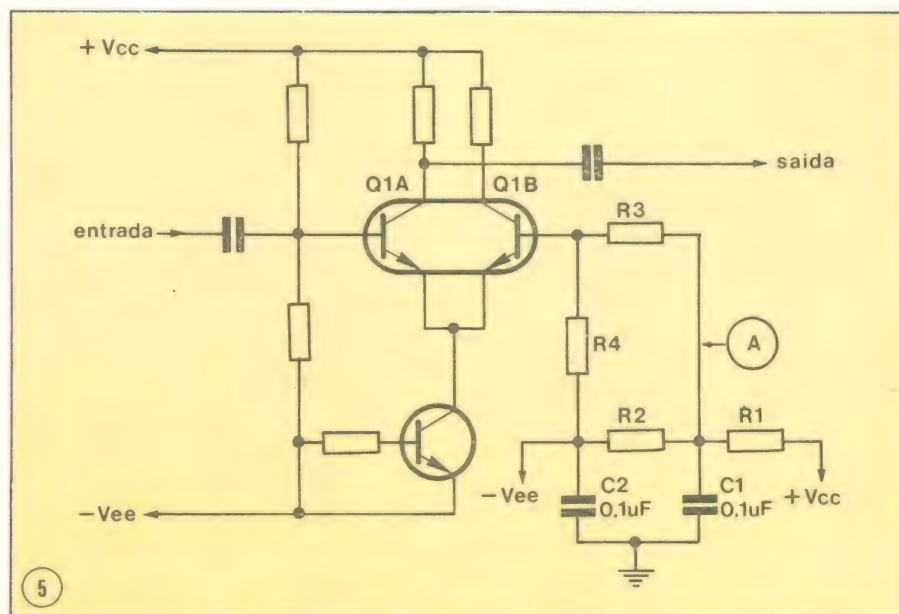 + Vcc
saida
Q1A
Q1B
R3
entrada
A
R4
R2
R1
-Vee
C2
0.1uF
C1
0.1uF
+Vcc
-Vee
5